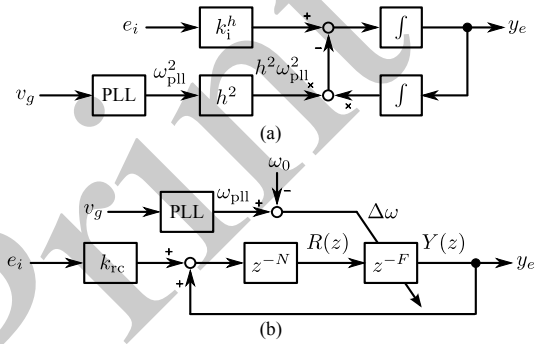 e_i k_i^h + - ∫ y_e
v_g PLL ω_pll^2 h^2 h^2ω_pll^2 × × ∫
(a)
ω_0
v_g PLL ω_pll + - Δω
e_i k_rc + + z^{-N} R(z) z^{-F} Y(z) y_e
(b)